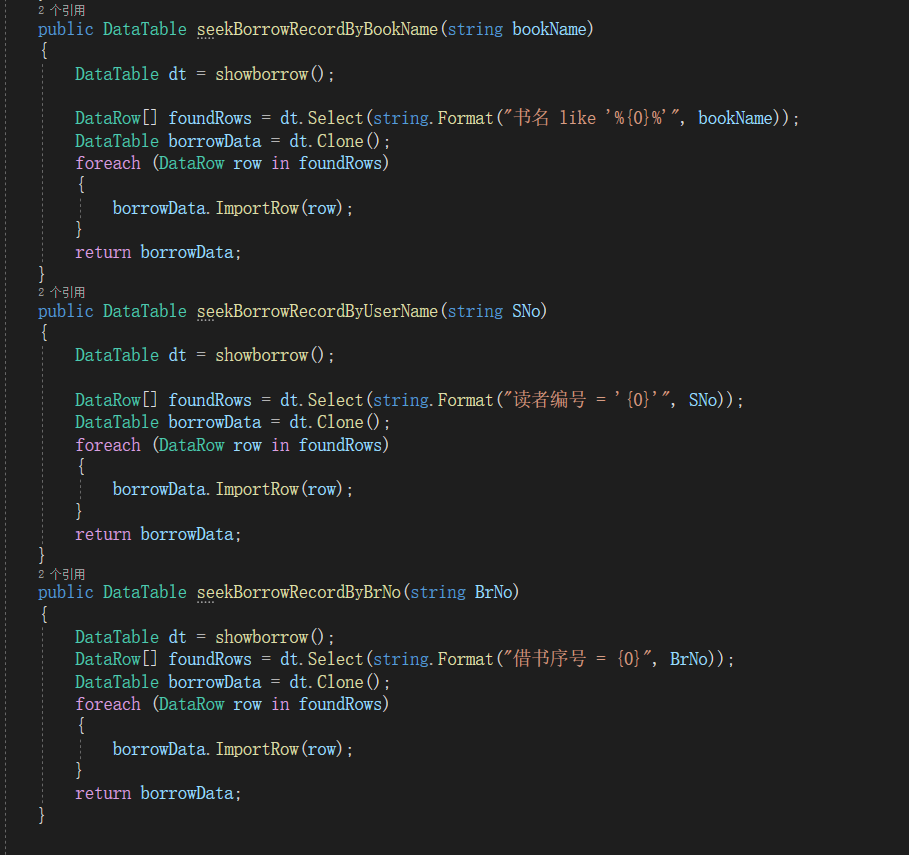 2 个引用
public DataTable seekBorrowRecordByBookName(string bookName)
{
DataTable dt = showborrow();
DataRow[] foundRows = dt.Select(string.Format("书名 like '%{0}%'", bookName));
DataTable borrowData = dt.Clone();
foreach (DataRow row in foundRows)
{
borrowData.ImportRow(row);
}
return borrowData;
}
2 个引用
public DataTable seekBorrowRecordByUserName(string SNo)
{
DataTable dt = showborrow();
DataRow[] foundRows = dt.Select(string.Format("读者编号 = '{0}'", SNo));
DataTable borrowData = dt.Clone();
foreach (DataRow row in foundRows)
{
borrowData.ImportRow(row);
}
return borrowData;
}
2 个引用
public DataTable seekBorrowRecordByBrNo(string BrNo)
{
DataTable dt = showborrow();
DataRow[] foundRows = dt.Select(string.Format("借书序号 = {0}", BrNo));
DataTable borrowData = dt.Clone();
foreach (DataRow row in foundRows)
{
borrowData.ImportRow(row);
}
return borrowData;
}